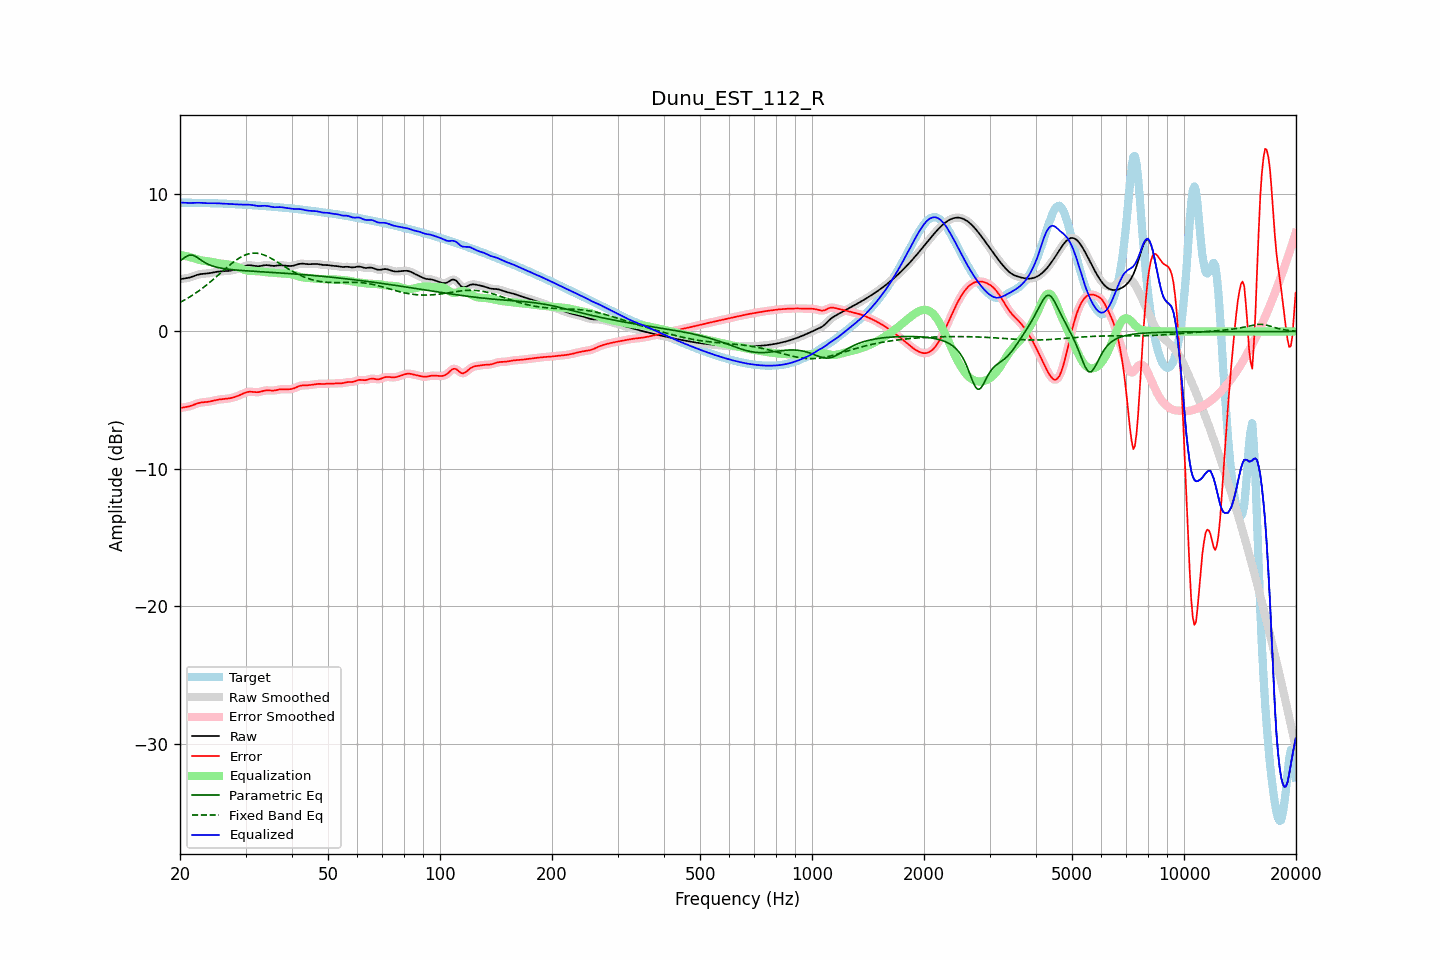 Dunu_EST_112_R
Amplitude (dBr)
10
0
−10
−20
−30
Target
Raw Smoothed
Error Smoothed
Raw
Error
Equalization
Parametric Eq
Fixed Band Eq
Equalized
20 50 100 200 500 1000 2000 5000 10000 20000
Frequency (Hz)